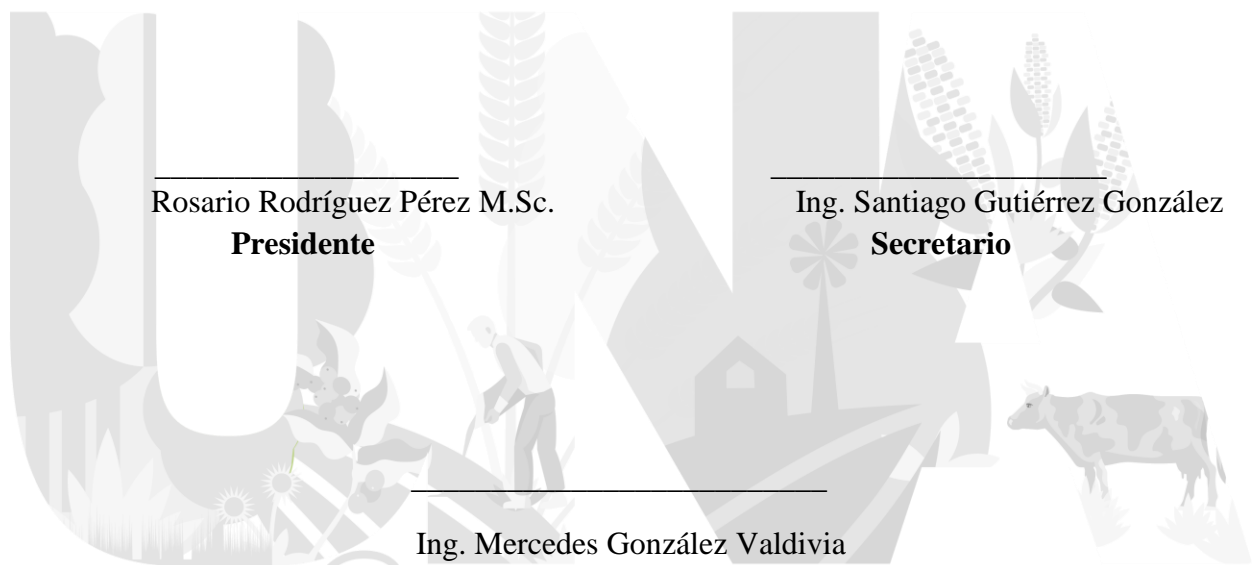 Rosario Rodríguez Pérez M.Sc.
Ing. Santiago Gutiérrez González
Presidente
Secretario
Ing. Mercedes González Valdivia